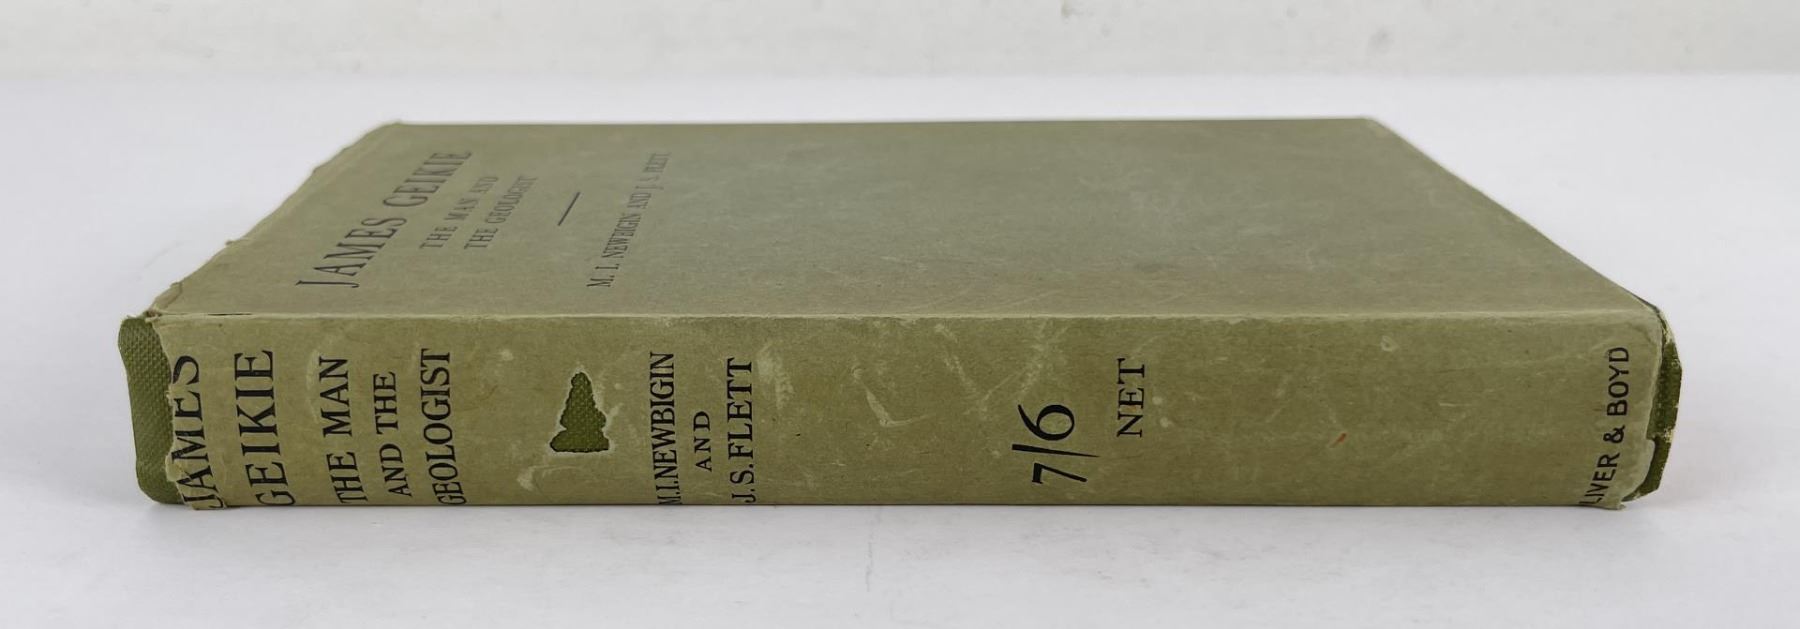 JAMES GEIKIE
THE MAN AND
THE GEOLOGIST
M. I. NEWBIGIN AND J. S. FLETT
JAMES
GEIKIE
THE MAN
AND THE
GEOLOGIST
M.I.NEWBIGIN
AND
J.S.FLETT
7/6
NET
LIVER & BOYD